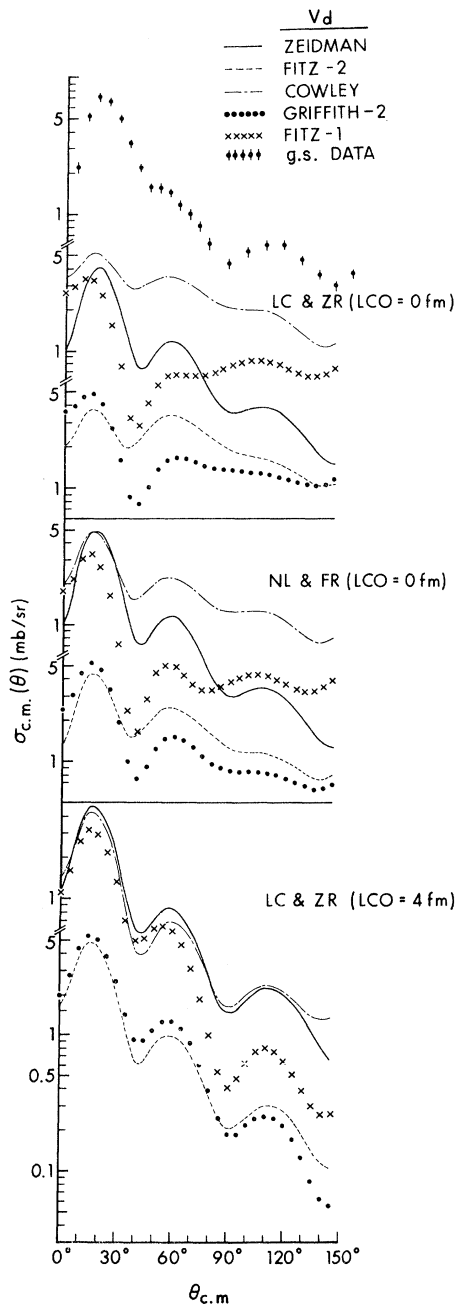 Vd
ZEIDMAN
FITZ-2
COWLEY
GRIFFITH-2
FITZ-1
g.s. DATA
5
1
5
LC & ZR (LCO = 0 fm)
1
5
1
5
NL & FR (LCO = 0 fm)
1
5
1
σc.m. (θ) (mb/sr)
1
LC & ZR (LCO = 4 fm)
5
1
0.5
0.1
0° 30° 60° 90° 120° 150°
θc.m